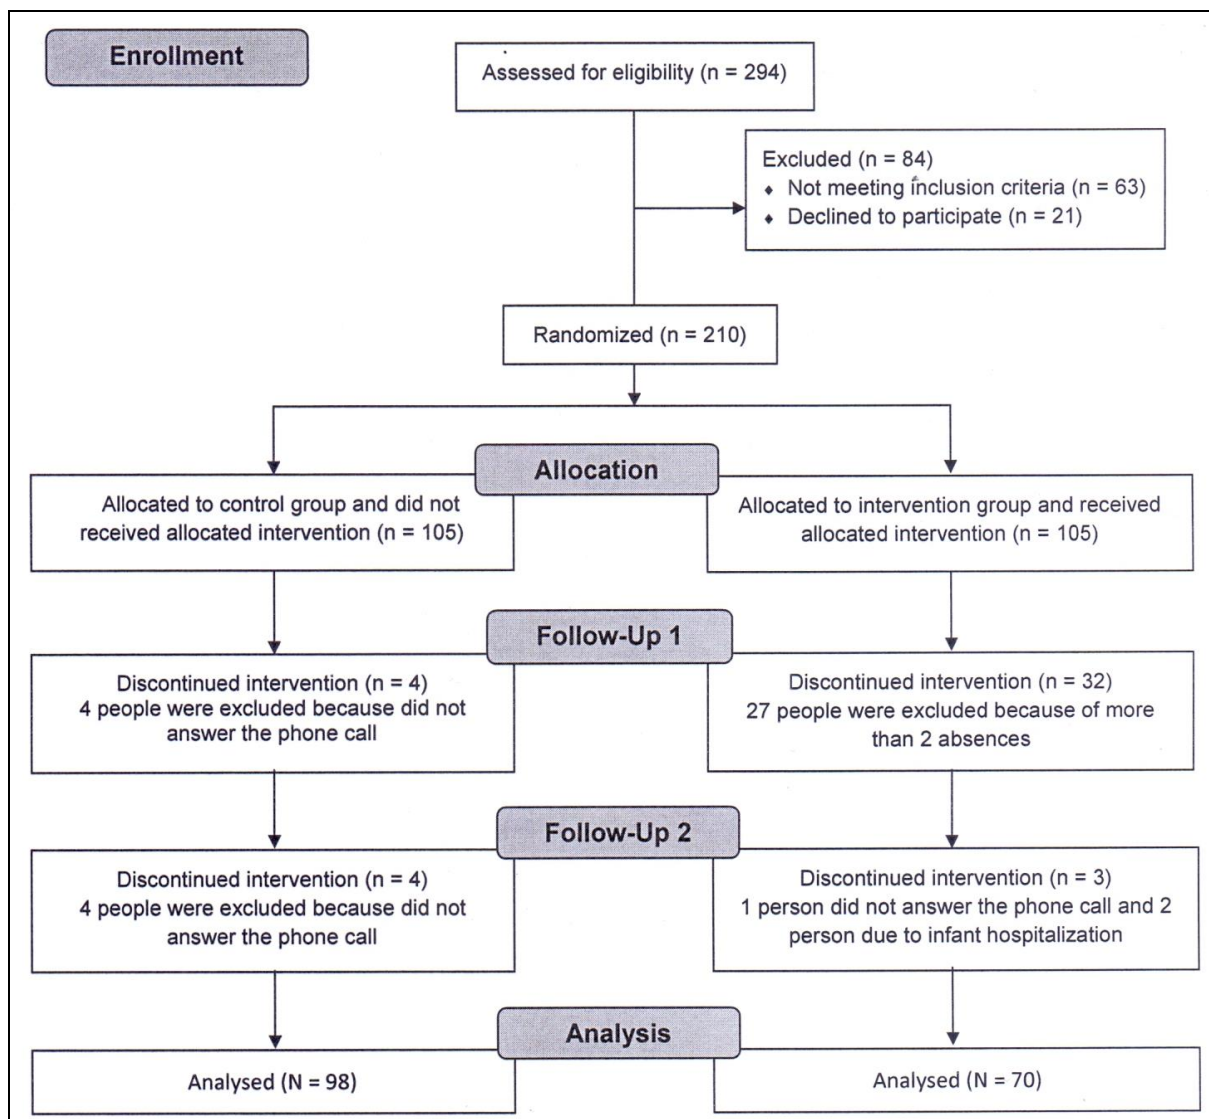 Enrollment
Assessed for eligibility (n = 294)
Excluded (n = 84)
♦ Not meeting inclusion criteria (n = 63)
♦ Declined to participate (n = 21)
Randomized (n = 210)
Allocation
Allocated to control group and did not
received allocated intervention (n = 105)
Allocated to intervention group and received
allocated intervention (n = 105)
Follow-Up 1
Discontinued intervention (n = 4)
4 people were excluded because did not
answer the phone call
Discontinued intervention (n = 32)
27 people were excluded because of more
than 2 absences
Follow-Up 2
Discontinued intervention (n = 4)
4 people were excluded because did not
answer the phone call
Discontinued intervention (n = 3)
1 person did not answer the phone call and 2
person due to infant hospitalization
Analysis
Analysed (N = 98)
Analysed (N = 70)